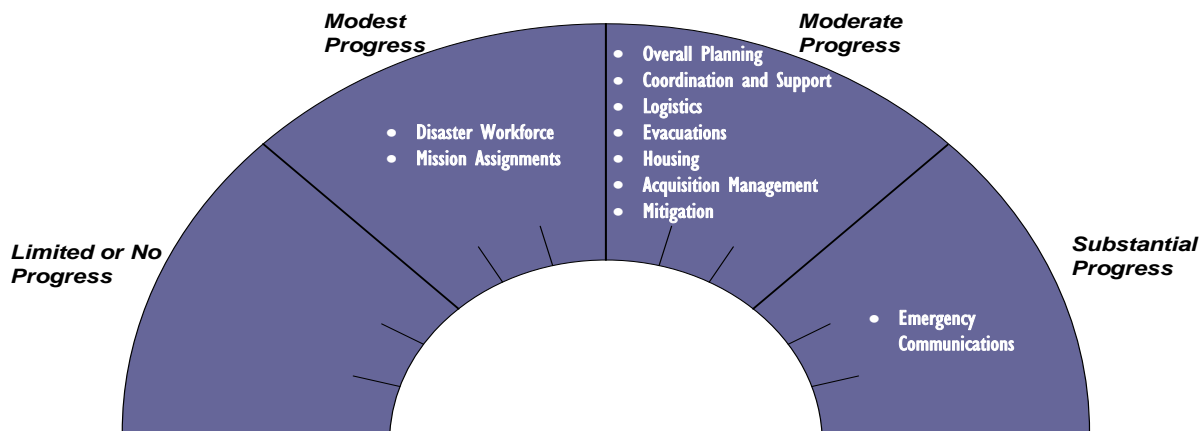 Modest
Progress
Moderate
Progress
• Overall Planning
• Coordination and Support
• Logistics
• Evacuations
• Housing
• Acquisition Management
• Mitigation
• Disaster Workforce
• Mission Assignments
Limited or No
Progress
Substantial
Progress
• Emergency
Communications